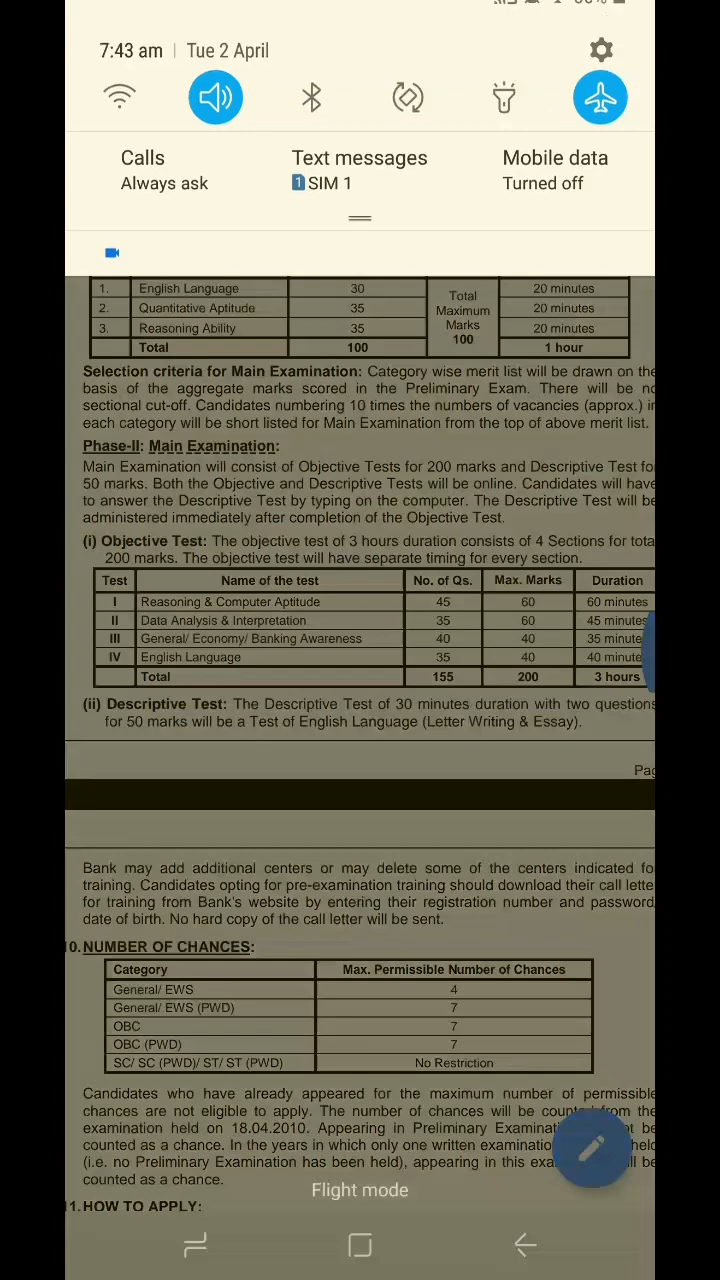 7:43 am | Tue 2 April
Calls Text messages Mobile data
Always ask 1 SIM 1 Turned off
1. English Language 30 Total Maximum Marks 100 20 minutes
2. Quantitative Aptitude 35 20 minutes
3. Reasoning Ability 35 20 minutes
Total 100 1 hour
Selection criteria for Main Examination: Category wise merit list will be drawn on the
basis of the aggregate marks scored in the Preliminary Exam. There will be no
sectional cut-off. Candidates numbering 10 times the numbers of vacancies (approx.) in
each category will be short listed for Main Examination from the top of above merit list.
Phase-II: Main Examination:
Main Examination will consist of Objective Tests for 200 marks and Descriptive Test for
50 marks. Both the Objective and Descriptive Tests will be online. Candidates will have
to answer the Descriptive Test by typing on the computer. The Descriptive Test will be
administered immediately after completion of the Objective Test.
(i) Objective Test: The objective test of 3 hours duration consists of 4 Sections for tota
200 marks. The objective test will have separate timing for every section.
Test Name of the test No. of Qs. Max. Marks Duration
I Reasoning & Computer Aptitude 45 60 60 minutes
II Data Analysis & Interpretation 35 60 45 minutes
III General/ Economy/ Banking Awareness 40 40 35 minute
IV English Language 35 40 40 minute
Total 155 200 3 hours
(ii) Descriptive Test: The Descriptive Test of 30 minutes duration with two questions
for 50 marks will be a Test of English Language (Letter Writing & Essay).
Pag
Bank may add additional centers or may delete some of the centers indicated fo
training. Candidates opting for pre-examination training should download their call lette
for training from Bank's website by entering their registration number and password
date of birth. No hard copy of the call letter will be sent.
0. NUMBER OF CHANCES:
Category Max. Permissible Number of Chances
General/ EWS 4
General/ EWS (PWD) 7
OBC 7
OBC (PWD) 7
SC/ SC (PWD)/ ST/ ST (PWD) No Restriction
Candidates who have already appeared for the maximum number of permissible
chances are not eligible to apply. The number of chances will be from the
examination held on 18.04.2010. Appearing in Preliminary be
counted as a chance. In the years in which only one written examinatio held
(i.e. no Preliminary Examination has been held), appearing in this be
counted as a chance.
Flight mode
1. HOW TO APPLY: